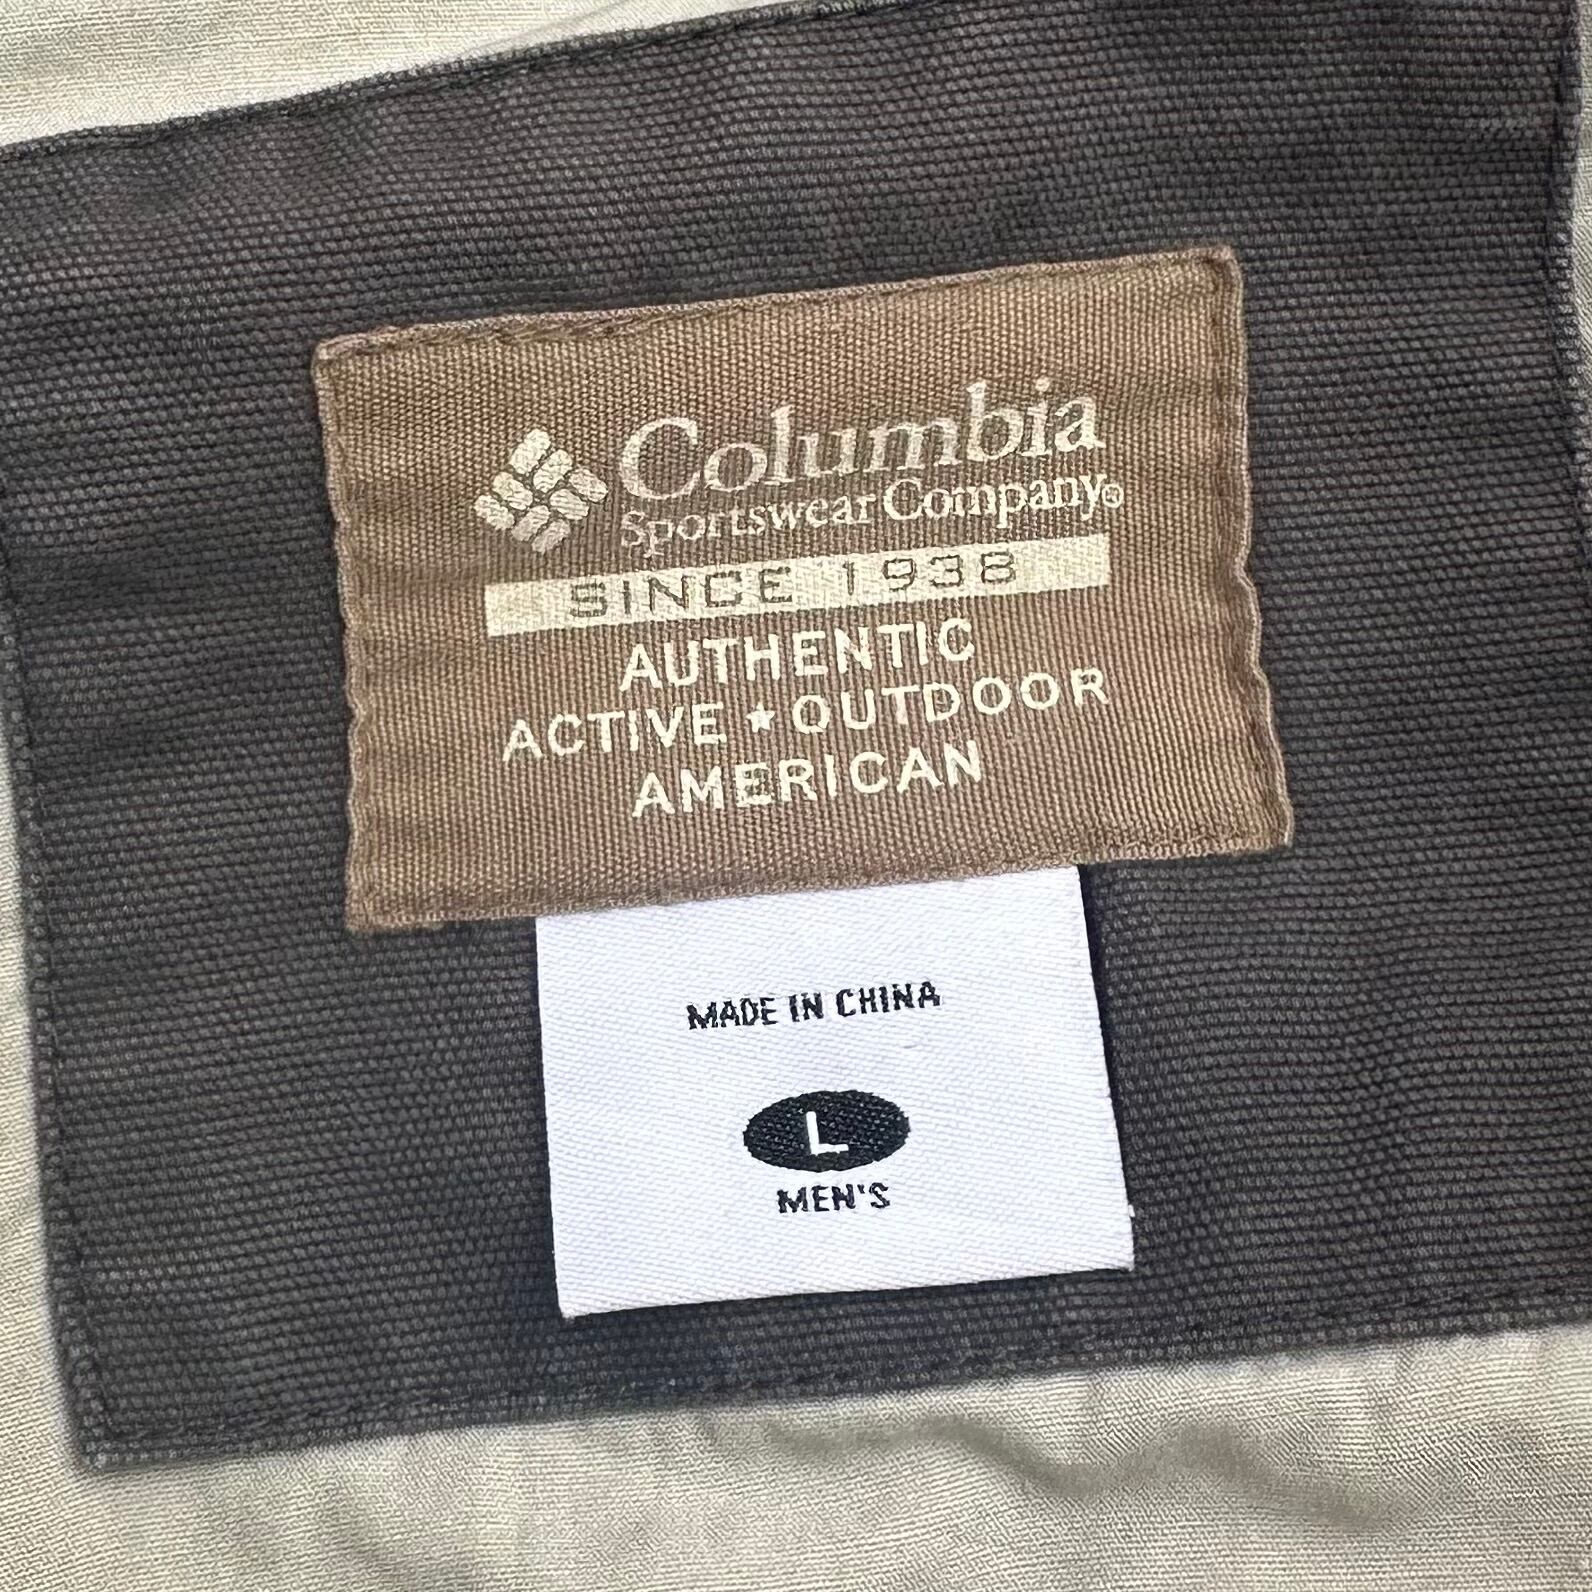 Columbia
Sportswear Company®
SINCE 1938
AUTHENTIC
ACTIVE ★ OUTDOOR
AMERICAN
MADE IN CHINA
L
MEN'S